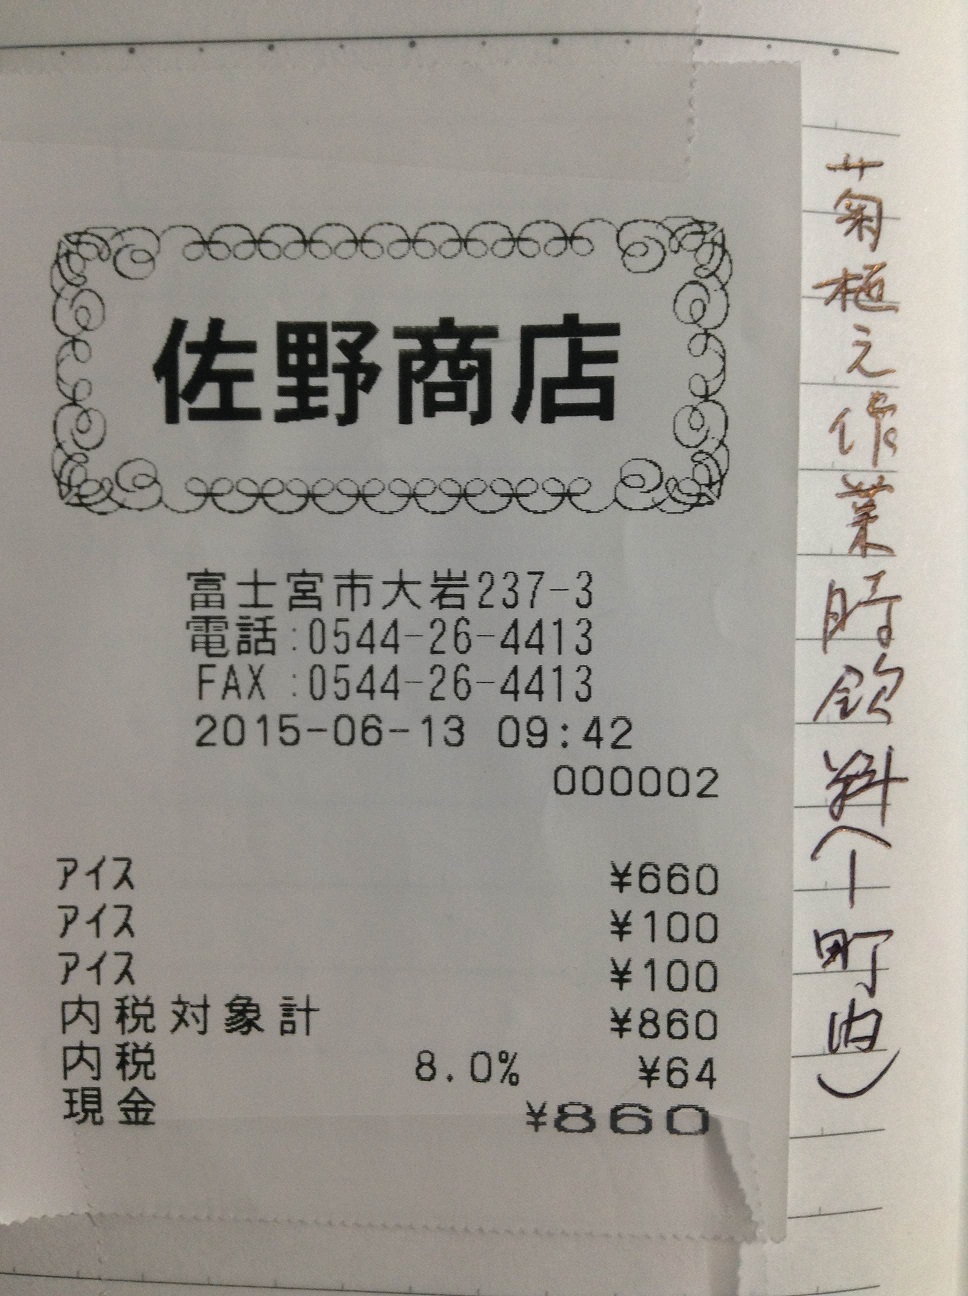 佐野商店
富士宮市大岩237-3
電話:0544-26-4413
FAX :0544-26-4413
2015-06-13 09:42
000002
ｱｲｽ ¥660
ｱｲｽ ¥100
ｱｲｽ ¥100
内税対象計 ¥860
内税 8.0% ¥64
現金 ¥860
菊植え作業時飲料(一町内)